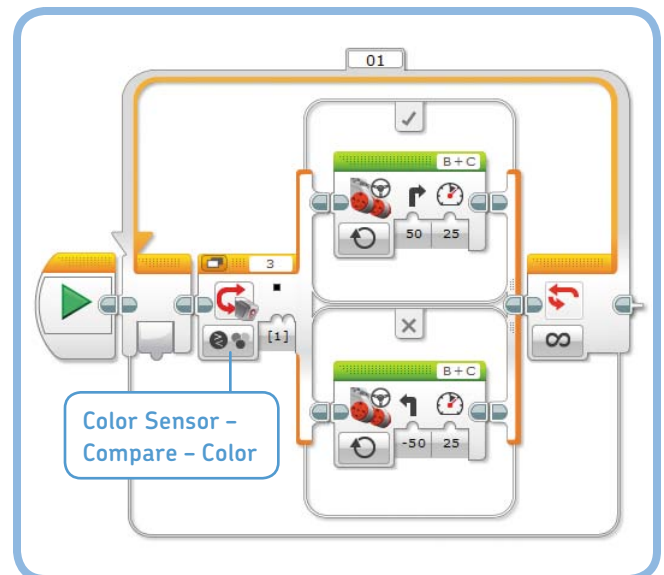 01
B+C
50 25
3
[1]
B+C
-50 25
Color Sensor –
Compare – Color